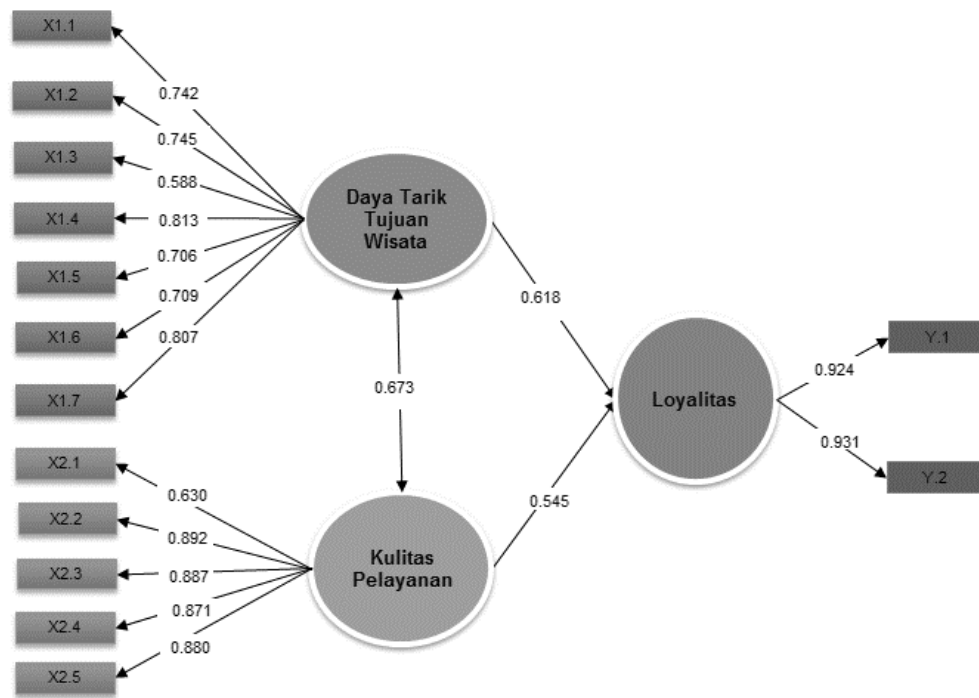 X1.1
X1.2
X1.3
X1.4
X1.5
X1.6
X1.7
0.742
0.745
0.588
0.813
0.706
0.709
0.807
Daya Tarik
Tujuan
Wisata
0.618
0.673
Loyalitas
0.924
0.931
Y.1
Y.2
X2.1
X2.2
X2.3
X2.4
X2.5
0.630
0.892
0.887
0.871
0.880
Kulitas
Pelayanan
0.545